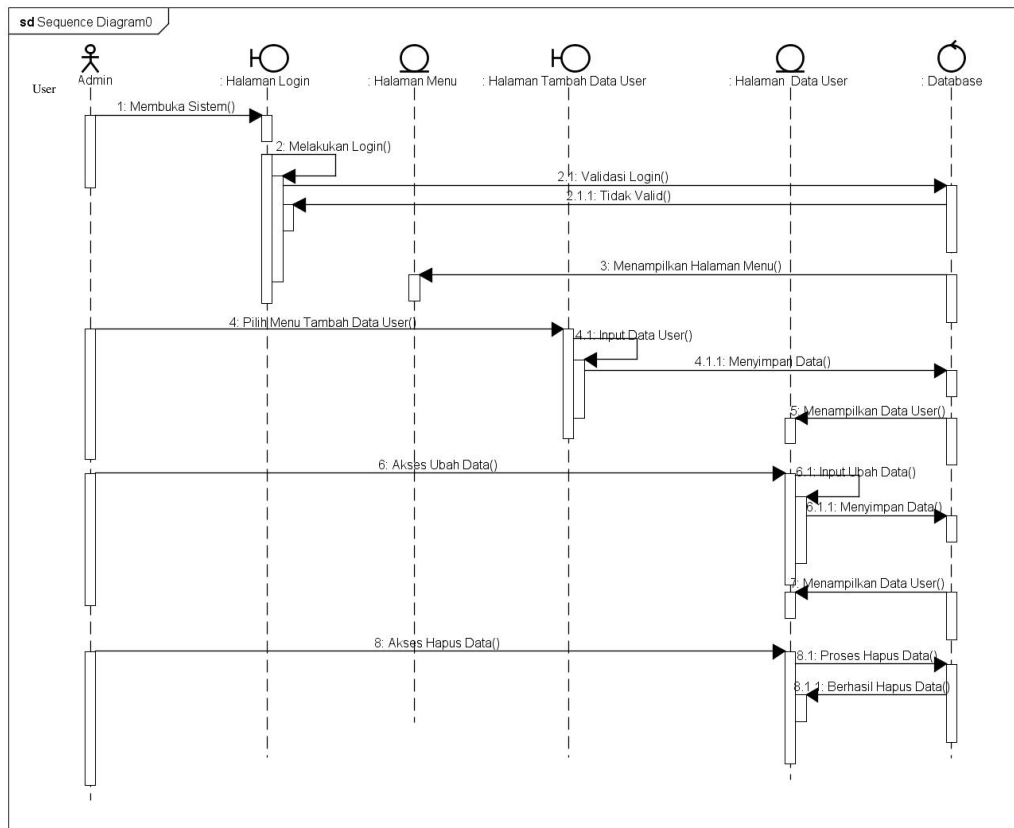 sd Sequence Diagram0
User
Admin
: Halaman Login
: Halaman Menu
: Halaman Tambah Data User
: Halaman Data User
: Database
1: Membuka Sistem()
2: Melakukan Login()
2.1: Validasi Login()
2.1.1: Tidak Valid()
3: Menampilkan Halaman Menu()
4: Pilih Menu Tambah Data User()
4.1: Input Data User()
4.1.1: Menyimpan Data()
5: Menampilkan Data User()
6: Akses Ubah Data()
6.1: Input Ubah Data()
6.1.1: Menyimpan Data()
7: Menampilkan Data User()
8: Akses Hapus Data()
8.1: Proses Hapus Data()
8.1.1: Berhasil Hapus Data()